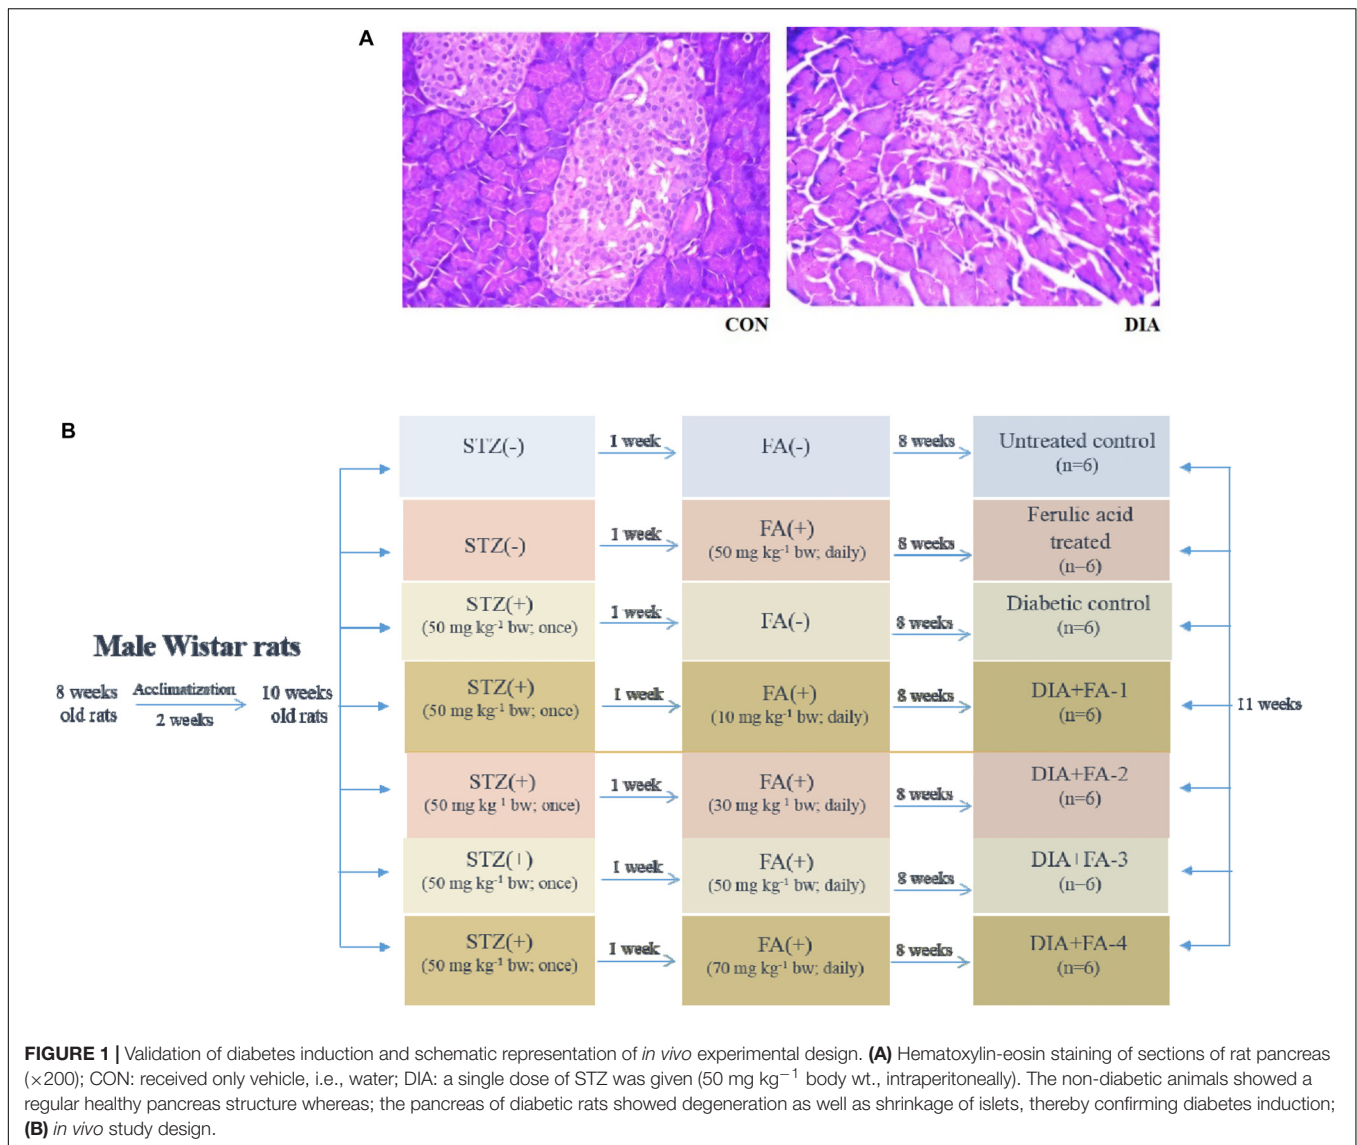 A
CON
DIA
B
STZ(-)
1 week
FA(-)
8 weeks
Untreated control
(n=6)
STZ(-)
1 week
FA(+)
(50 mg kg-1 bw; daily)
8 weeks
Ferulic acid
treated
(n–6)
STZ(+)
(50 mg kg-1 bw; once)
1 week
FA(-)
8 weeks
Diabetic control
(n=6)
Male Wistar rats
8 weeks
old rats
Acclimatization
2 weeks
10 weeks
old rats
STZ(+)
(50 mg kg-1 bw; once)
1 week
FA(+)
(10 mg kg-1 bw; daily)
8 weeks
DIA+FA-1
(n=6)
11 weeks
STZ(+)
(50 mg kg-1 bw; once)
1 week
FA(+)
(30 mg kg-1 bw; daily)
8 weeks
DIA+FA-2
(n=6)
STZ(+)
(50 mg kg-1 bw; once)
1 week
FA(+)
(50 mg kg-1 bw; daily)
8 weeks
DIA+FA-3
(n–6)
STZ(+)
(50 mg kg-1 bw; once)
1 week
FA(+)
(70 mg kg-1 bw; daily)
8 weeks
DIA+FA-4
(n=6)
FIGURE 1 | Validation of diabetes induction and schematic representation of in vivo experimental design. (A) Hematoxylin-eosin staining of sections of rat pancreas
(×200); CON: received only vehicle, i.e., water; DIA: a single dose of STZ was given (50 mg kg−1 body wt., intraperitoneally). The non-diabetic animals showed a
regular healthy pancreas structure whereas; the pancreas of diabetic rats showed degeneration as well as shrinkage of islets, thereby confirming diabetes induction;
(B) in vivo study design.